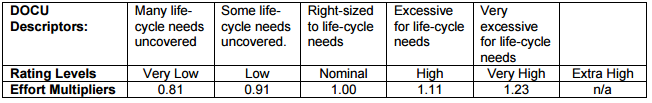 DOCU Descriptors: | Many life-cycle needs uncovered | Some life-cycle needs uncovered. | Right-sized to life-cycle needs | Excessive for life-cycle needs | Very excessive for life-cycle needs |
Rating Levels | Very Low | Low | Nominal | High | Very High | Extra High
Effort Multipliers | 0.81 | 0.91 | 1.00 | 1.11 | 1.23 | n/a